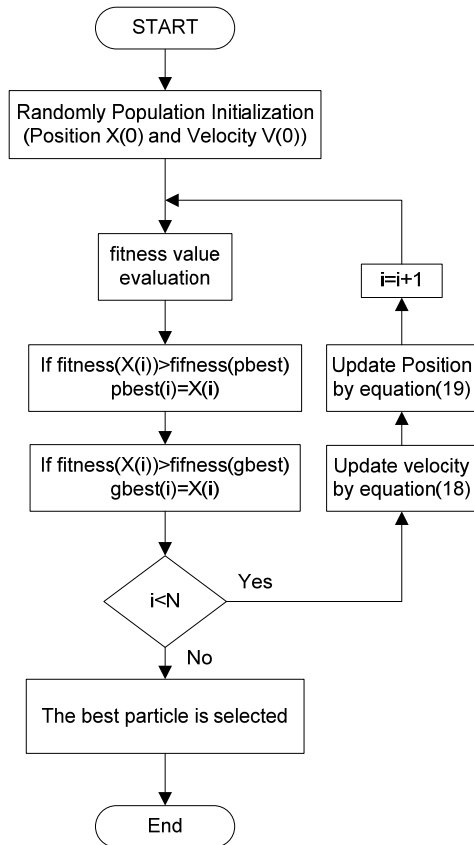 START
Randomly Population Initialization
(Position X(0) and Velocity V(0))
fitness value
evaluation
i=i+1
If fitness(X(i))>fifness(pbest)
pbest(i)=X(i)
Update Position
by equation(19)
If fitness(X(i))>fifness(gbest)
gbest(i)=X(i)
Update velocity
by equation(18)
i<N
Yes
No
The best particle is selected
End